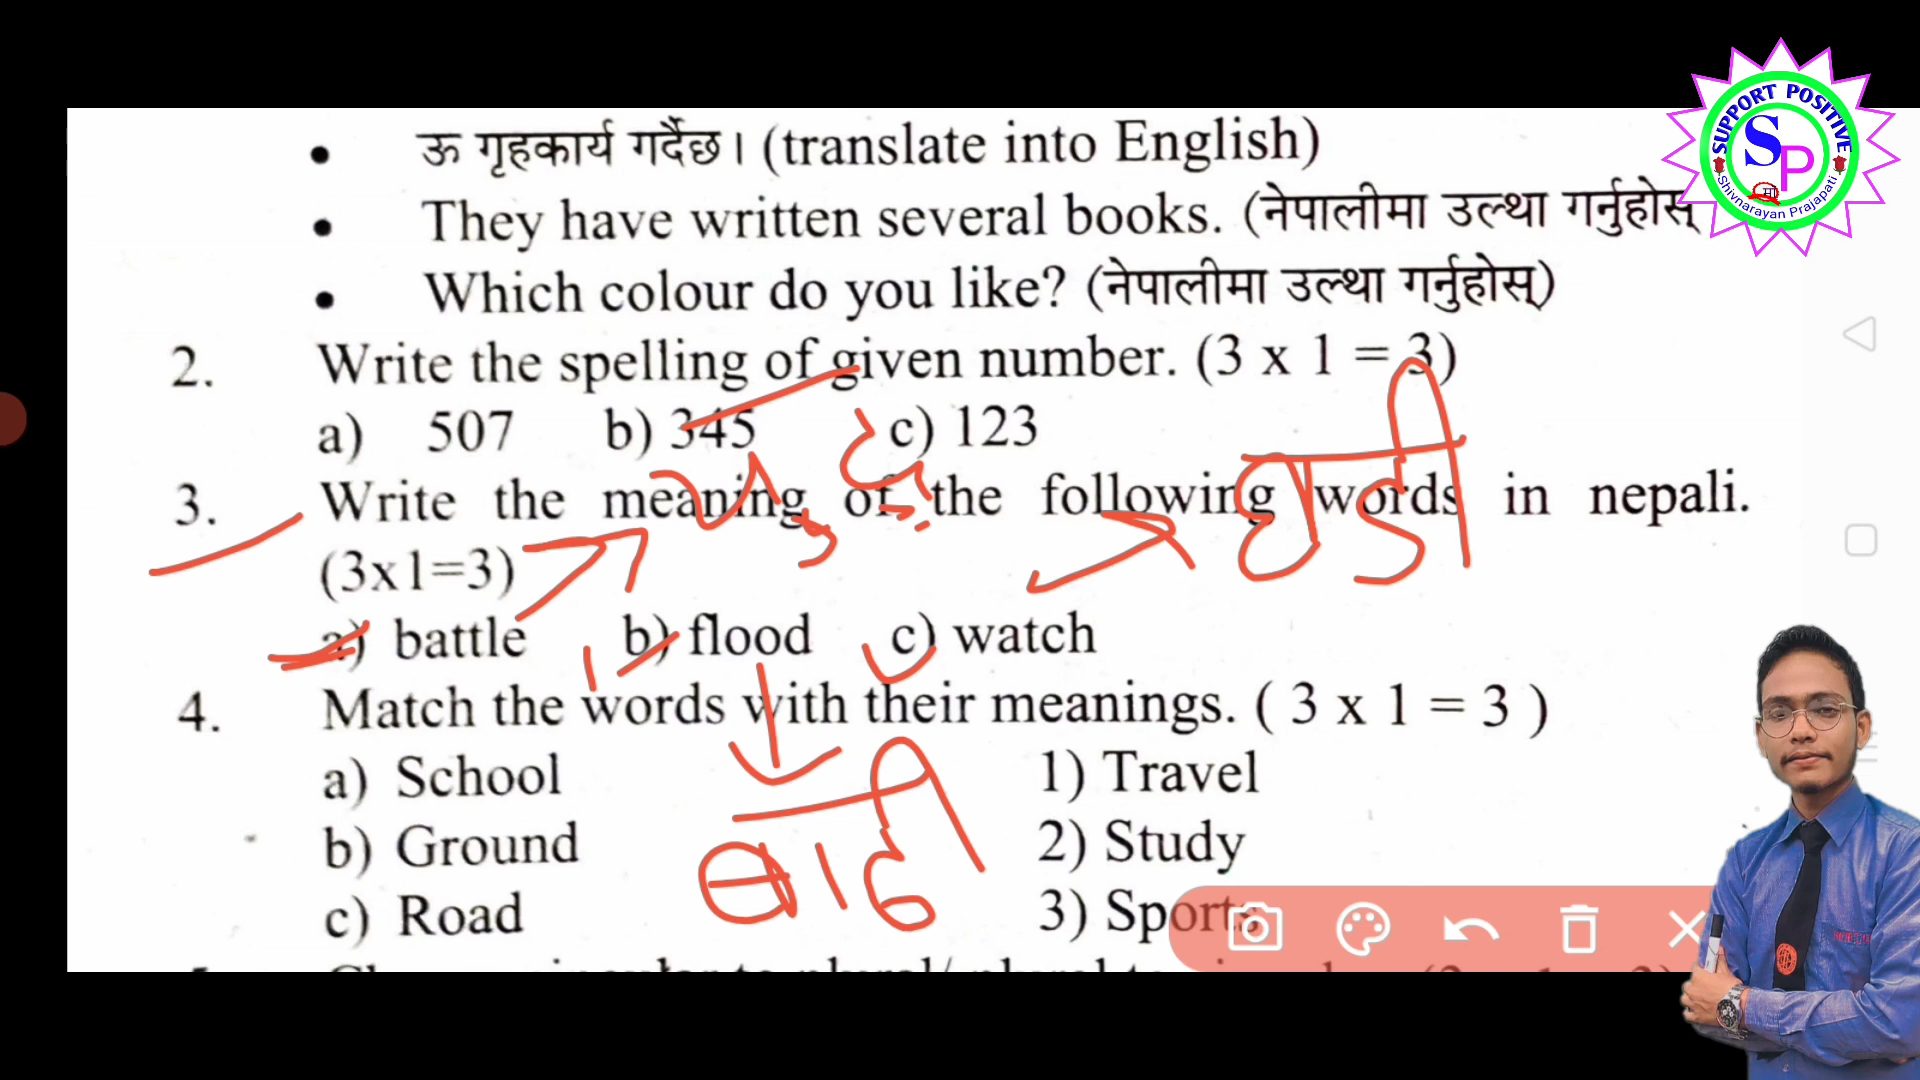 • ऊ गृहकार्य गर्दैछ। (translate into English)
• They have written several books. (नेपालीमा उल्था गर्नुहोस्
• Which colour do you like? (नेपालीमा उल्था गर्नुहोस्)
2. Write the spelling of given number. (3 x 1 = 3)
a) 507 b) 345 c) 123
3. Write the meaning of the following words in nepali.
(3x1=3)
युद्ध
घडी
a) battle b) flood c) watch
4. Match the words with their meanings. ( 3 x 1 = 3 )
a) School 1) Travel
b) Ground 2) Study
c) Road 3) Sports
बाढी
SUPPORT POSITIVE
SP
Shivnarayan Prajapati